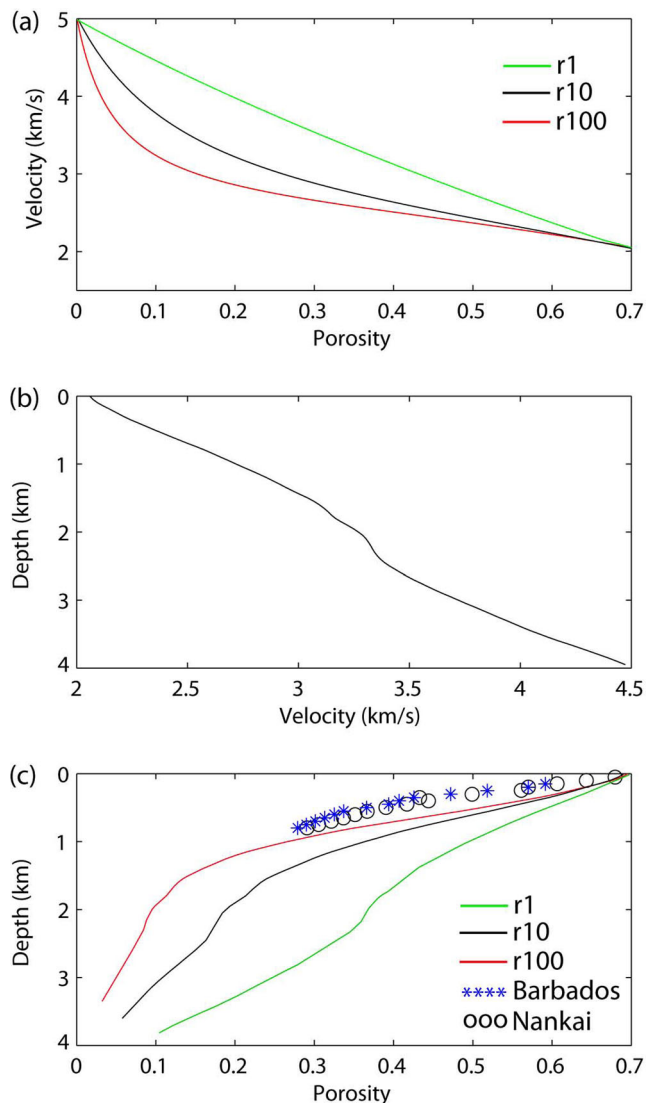 (a)
5
4
3
2
Velocity (km/s)
r1
r10
r100
0 0.1 0.2 0.3 0.4 0.5 0.6 0.7
Porosity
(b)
0
1
2
3
4
Depth (km)
2 2.5 3 3.5 4 4.5
Velocity (km/s)
(c)
0
1
2
3
4
Depth (km)
r1
r10
r100
Barbados
Nankai
0 0.1 0.2 0.3 0.4 0.5 0.6 0.7
Porosity